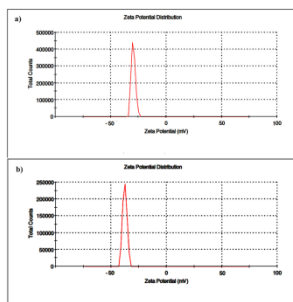 a)
Zeta Potential Distribution
Total Counts
500000
400000
300000
200000
100000
0
-50
0
50
100
Zeta Potential (mV)
b)
Zeta Potential Distribution
Total Counts
250000
200000
150000
100000
50000
0
-50
0
50
100
Zeta Potential (mV)